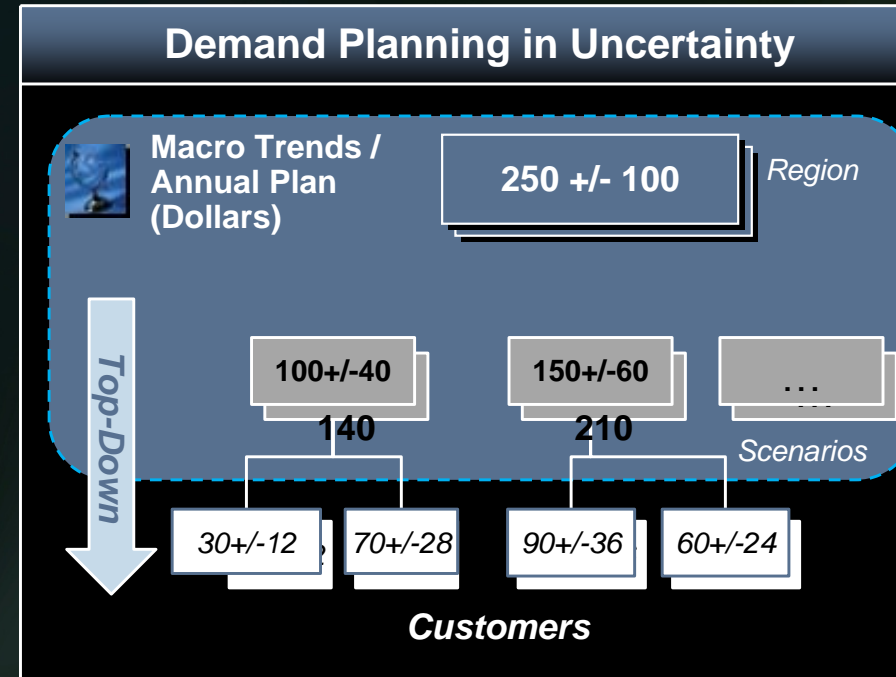 Demand Planning in Uncertainty
Macro Trends /
Annual Plan
(Dollars)
250 +/- 100
Region
Top-Down
100+/-40
150+/-60
...
140
210
Scenarios
30+/-12
70+/-28
90+/-36
60+/-24
Customers